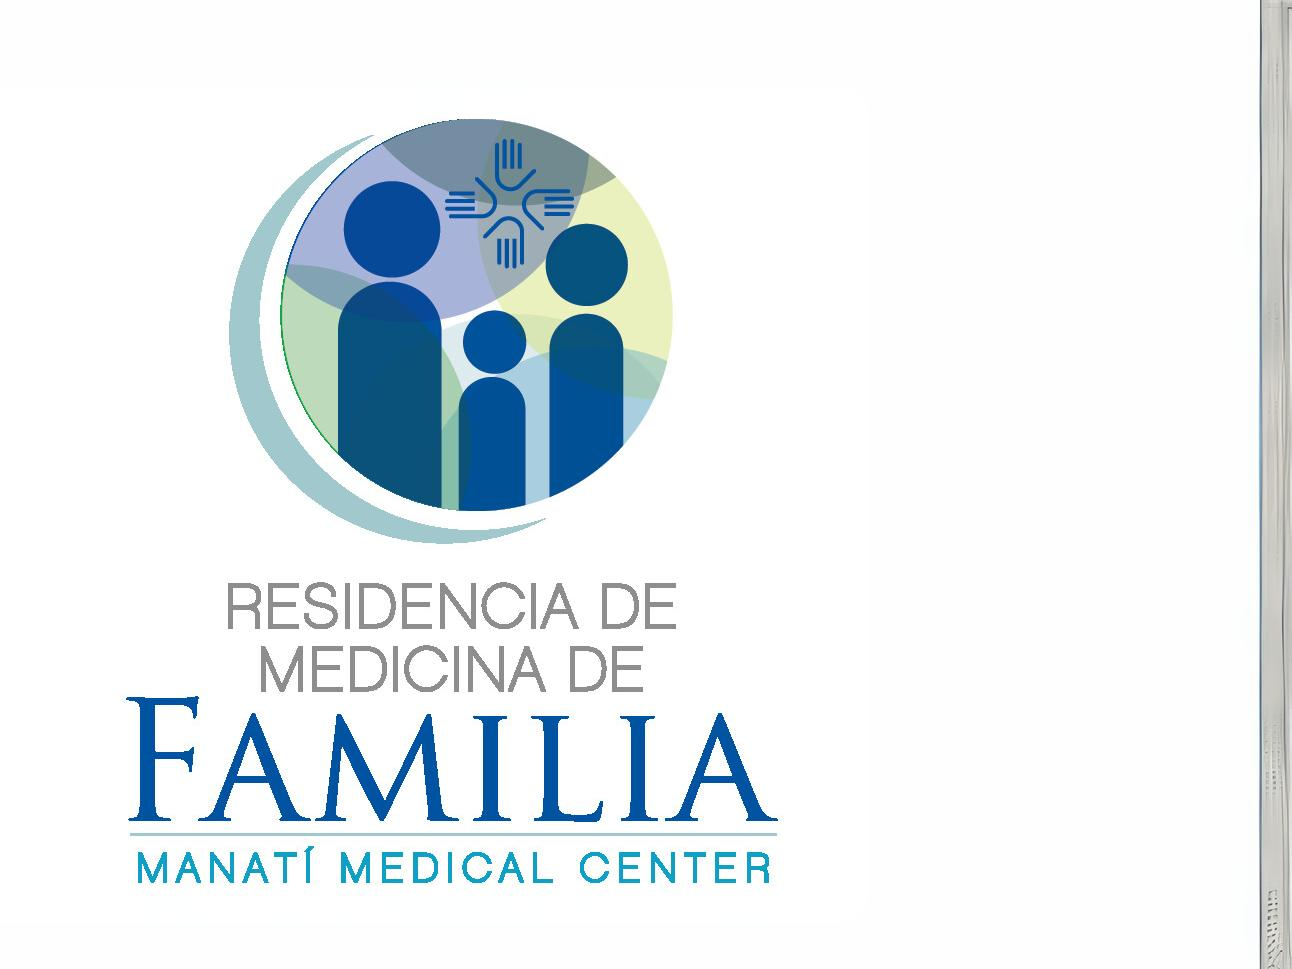 RESIDENCIA DE
MEDICINA DE
FAMILIA
MANATÍ MEDICAL CENTER